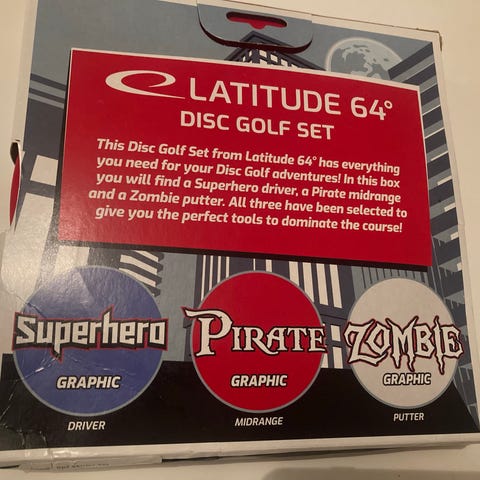 LATITUDE 64°
DISC GOLF SET
This Disc Golf Set from Latitude 64° has everything
you need for your Disc Golf adventures! In this box
you will find a Superhero driver, a Pirate midrange
and a Zombie putter. All three have been selected to
give you the perfect tools to dominate the course!
Superhero PIRATE ZOMBIE
GRAPHIC GRAPHIC GRAPHIC
DRIVER MIDRANGE PUTTER